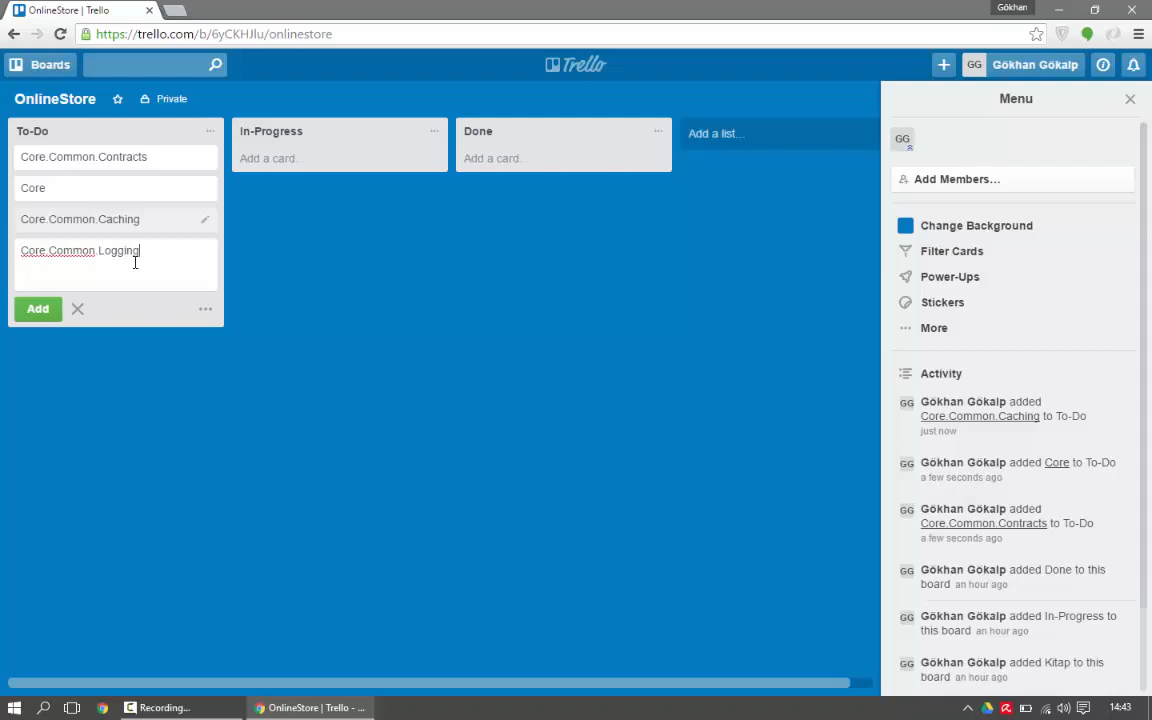 OnlineStore | Trello
Gökhan
https://trello.com/b/6yCKHJlu/onlinestore
Boards
Trello
GG Gökhan Gökalp
OnlineStore
Private
Menu
To-Do
In-Progress
Done
Add a list...
Core.Common.Contracts
Add a card...
Add a card...
GG
Core
Add Members...
Core.Common.Caching
Change Background
Core.Common.Logging
Filter Cards
Power-Ups
Stickers
Add
More
Activity
GG Gökhan Gökalp added
Core.Common.Caching to To-Do
just now
GG Gökhan Gökalp added Core to To-Do
a few seconds ago
GG Gökhan Gökalp added
Core.Common.Contracts to To-Do
a few seconds ago
GG Gökhan Gökalp added Done to this
board an hour ago
GG Gökhan Gökalp added In-Progress to
this board an hour ago
GG Gökhan Gökalp added Kitap to this
board an hour ago
Recording...
OnlineStore | Trello - ...
14:43